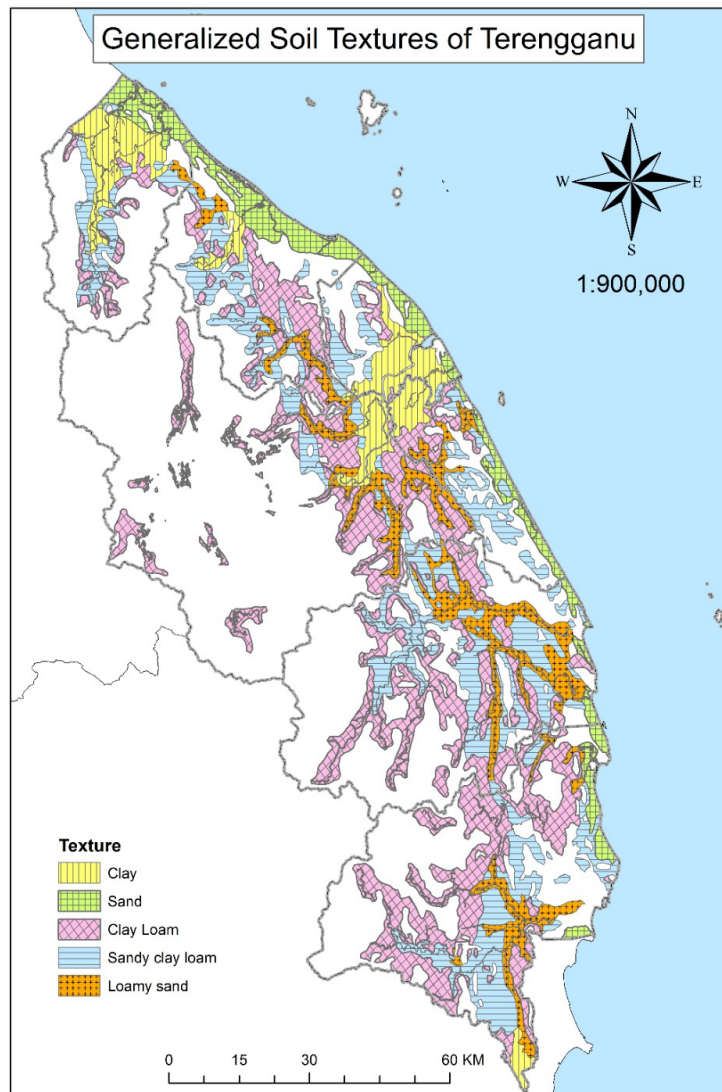 Generalized Soil Textures of Terengganu
N
W E
S
1:900,000
Texture
Clay
Sand
Clay Loam
Sandy clay loam
Loamy sand
0 15 30 60 KM